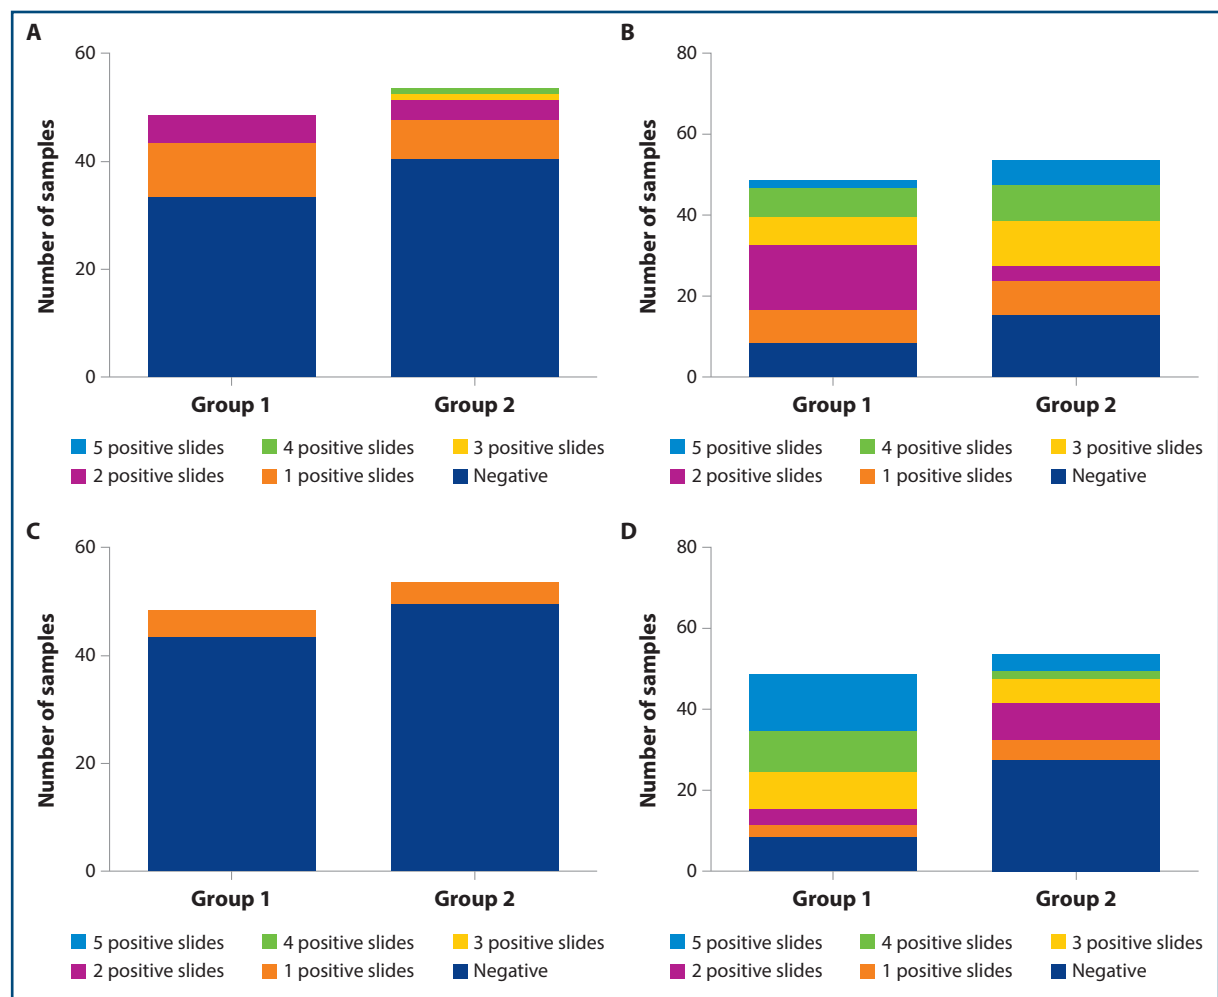 A
60
40
20
0
Number of samples
Group 1
Group 2
5 positive slides
4 positive slides
3 positive slides
2 positive slides
1 positive slides
Negative
B
80
60
40
20
0
Number of samples
Group 1
Group 2
5 positive slides
4 positive slides
3 positive slides
2 positive slides
1 positive slides
Negative
C
60
40
20
0
Number of samples
Group 1
Group 2
5 positive slides
4 positive slides
3 positive slides
2 positive slides
1 positive slides
Negative
D
80
60
40
20
0
Number of samples
Group 1
Group 2
5 positive slides
4 positive slides
3 positive slides
2 positive slides
1 positive slides
Negative